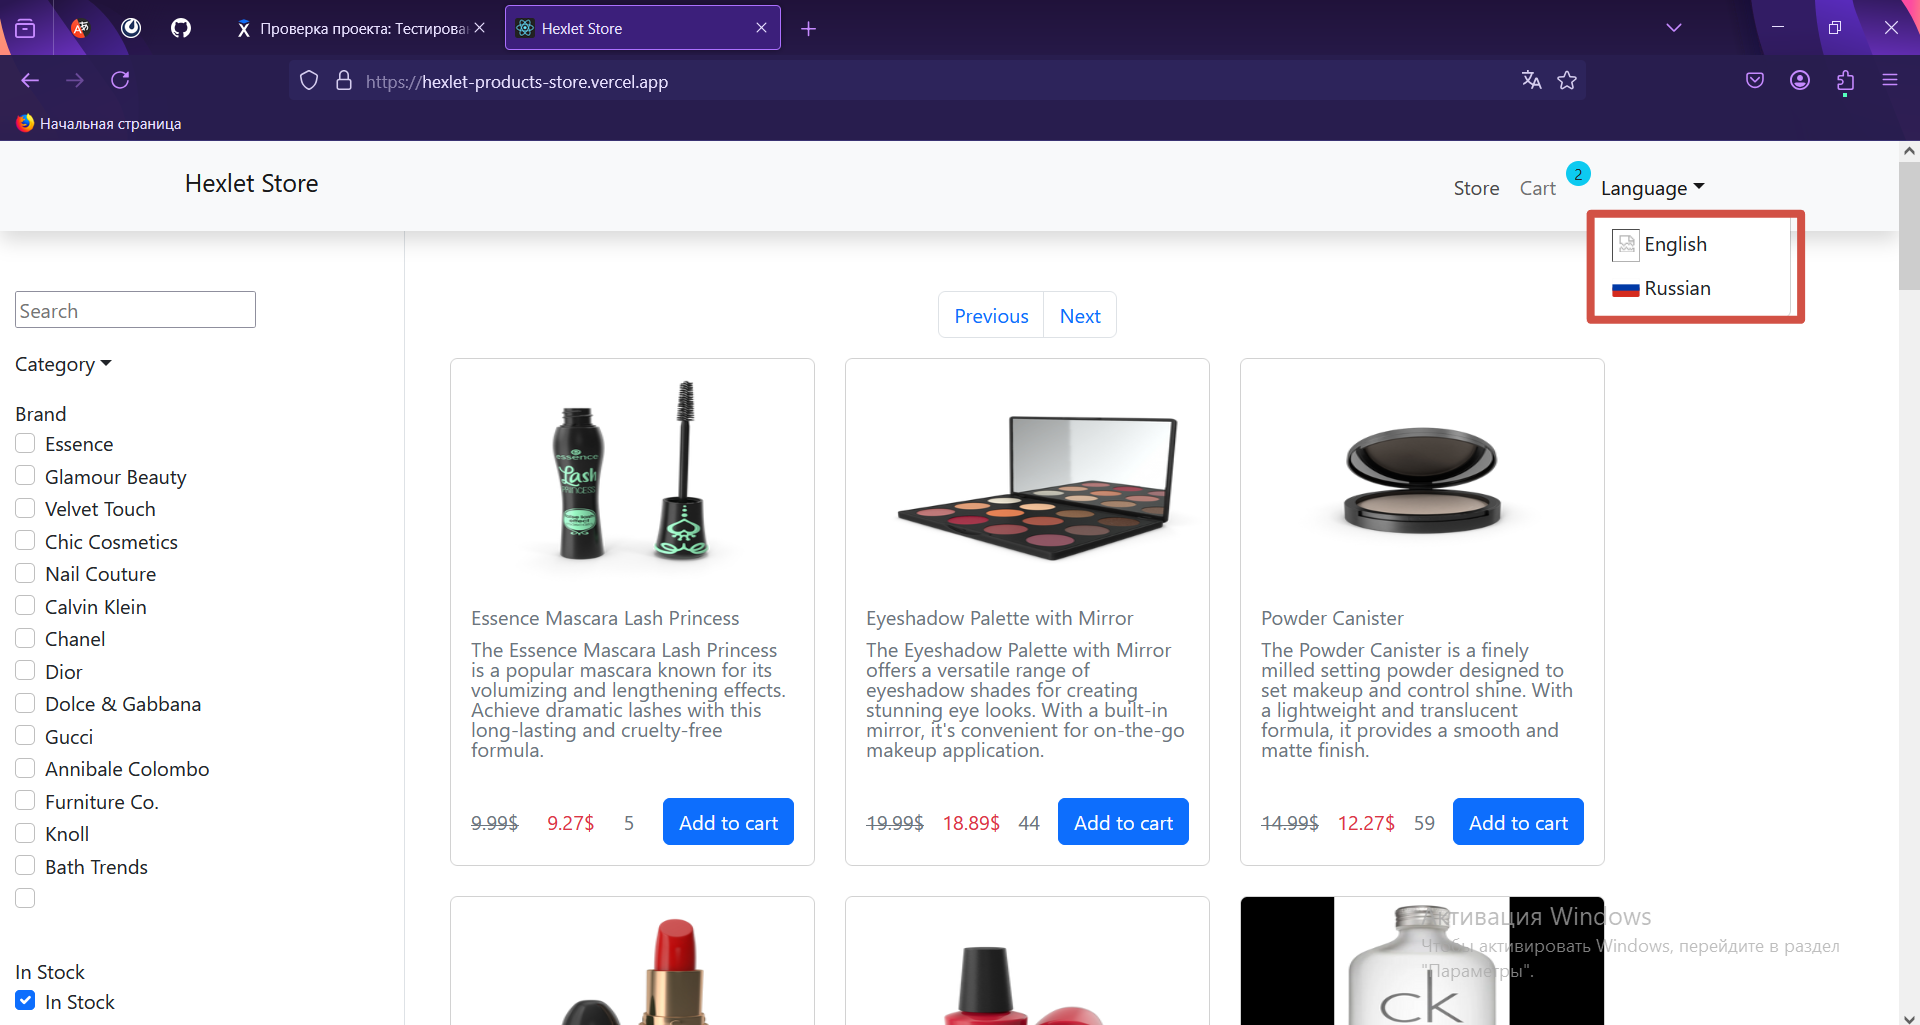 Проверка проекта: Тестирован
Hexlet Store
https://hexlet-products-store.vercel.app
Начальная страница
Hexlet Store
Store
Cart
2
Language
English
Russian
Search
Category
Brand
Essence
Glamour Beauty
Velvet Touch
Chic Cosmetics
Nail Couture
Calvin Klein
Chanel
Dior
Dolce & Gabbana
Gucci
Annibale Colombo
Furniture Co.
Knoll
Bath Trends
In Stock
In Stock
Previous
Next
essence
Lash
PRINCESS
Essence Mascara Lash Princess
The Essence Mascara Lash Princess
is a popular mascara known for its
volumizing and lengthening effects.
Achieve dramatic lashes with this
long-lasting and cruelty-free
formula.
9.99$ 9.27$ 5 Add to cart
Eyeshadow Palette with Mirror
The Eyeshadow Palette with Mirror
offers a versatile range of
eyeshadow shades for creating
stunning eye looks. With a built-in
mirror, it's convenient for on-the-go
makeup application.
19.99$ 18.89$ 44 Add to cart
Powder Canister
The Powder Canister is a finely
milled setting powder designed to
set makeup and control shine. With
a lightweight and translucent
formula, it provides a smooth and
matte finish.
14.99$ 12.27$ 59 Add to cart
ck
Активация Windows
Чтобы активировать Windows, перейдите в раздел
"Параметры".